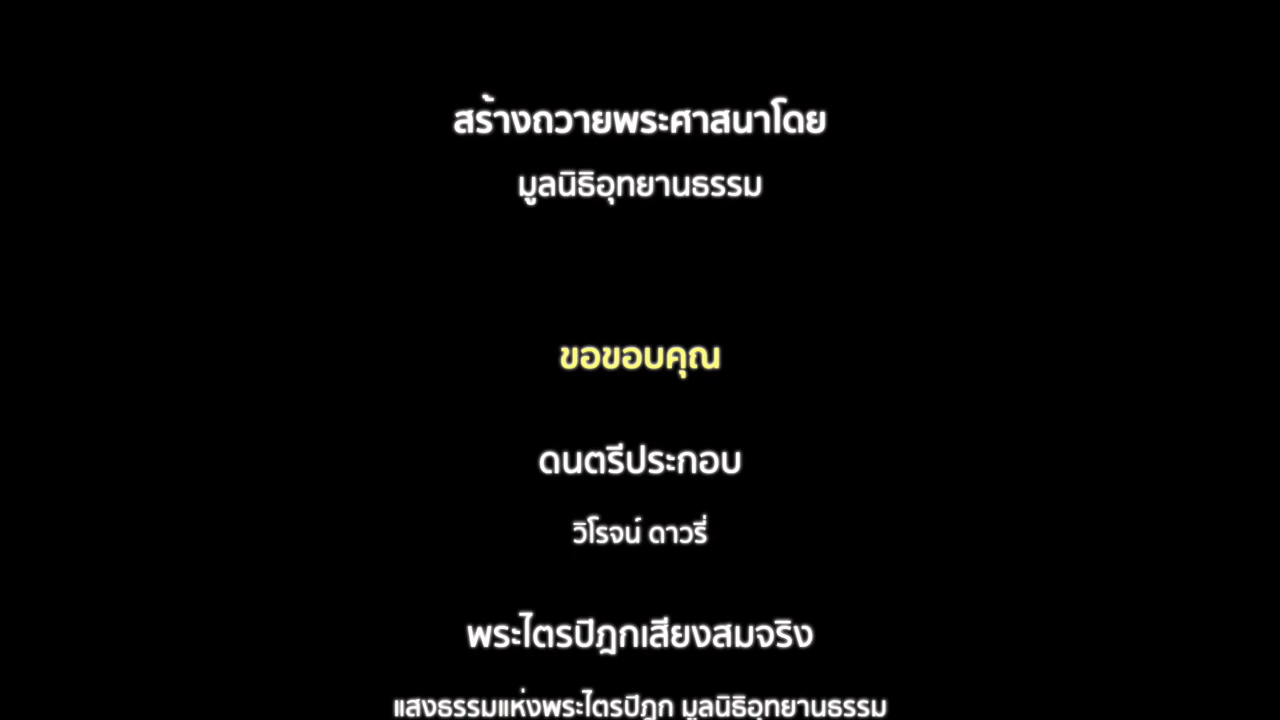 สร้างถวายพระศาสนาโดย
มูลนิธิอุทยานธรรม
ขอขอบคุณ
ดนตรีประกอบ
วิโรจน์ ดาวรี่
พระไตรปิฎกเสียงสมจริง
แสงธรรมแห่งพระไตรปิฎก มูลนิธิอุทยานธรรม